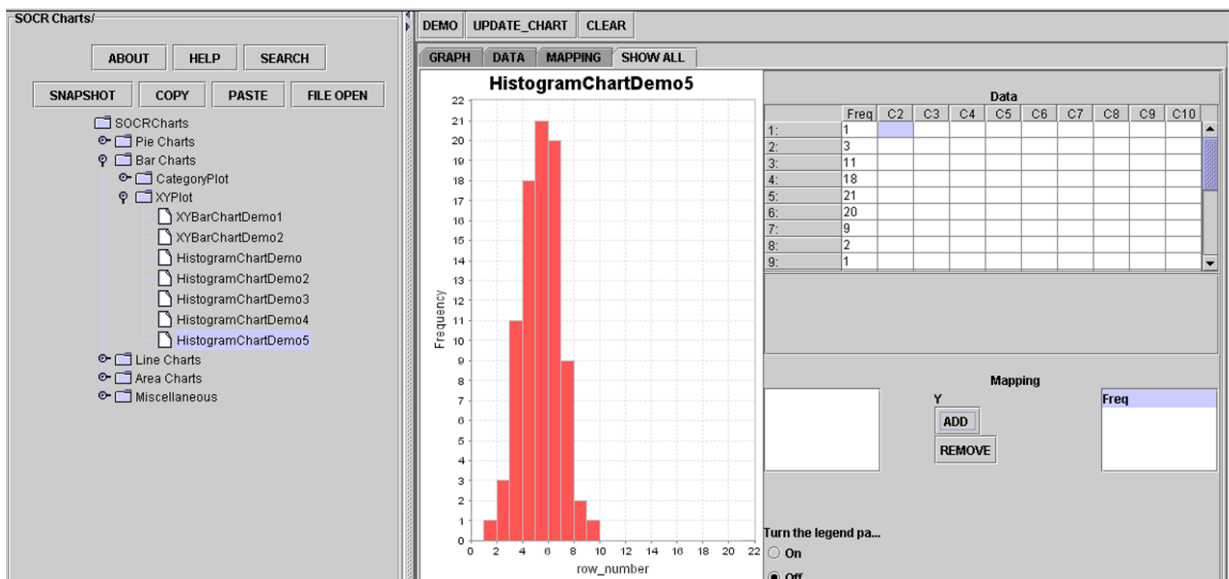 SOCR Charts/
ABOUT HELP SEARCH
SNAPSHOT COPY PASTE FILE OPEN
SOCRCharts
Pie Charts
Bar Charts
CategoryPlot
XYPlot
XYBarChartDemo1
XYBarChartDemo2
HistogramChartDemo
HistogramChartDemo2
HistogramChartDemo3
HistogramChartDemo4
HistogramChartDemo5
Line Charts
Area Charts
Miscellaneous
DEMO UPDATE_CHART CLEAR
GRAPH DATA MAPPING SHOW ALL
HistogramChartDemo5
Frequency
22
21
20
19
18
17
16
15
14
13
12
11
10
9
8
7
6
5
4
3
2
1
0
0 2 4 6 8 10 12 14 16 18 20 22
row_number
Data
Freq C2 C3 C4 C5 C6 C7 C8 C9 C10
1: 1
2: 3
3: 11
4: 18
5: 21
6: 20
7: 9
8: 2
9: 1
Mapping
Y
ADD
REMOVE
Freq
Turn the legend pa...
On
Off